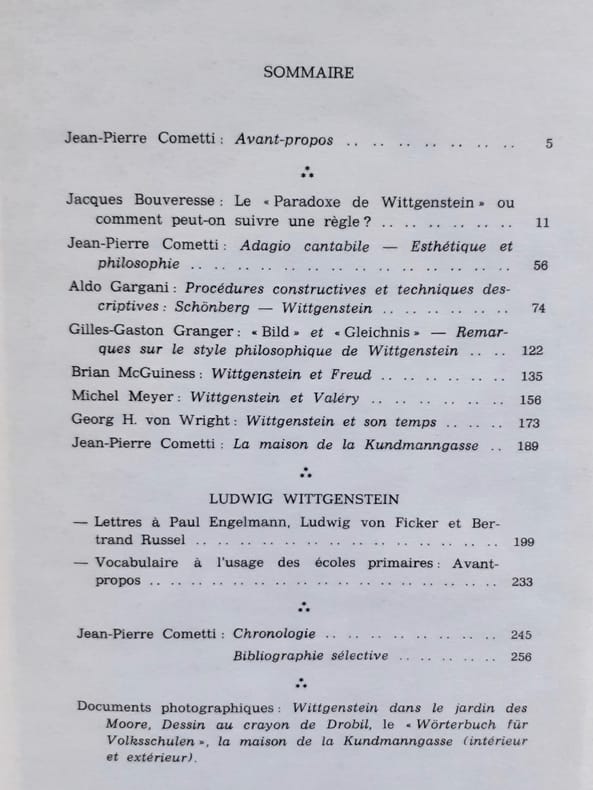 SOMMAIRE
Jean-Pierre Cometti : Avant-propos .. .. .. .. .. .. .. 5
Jacques Bouveresse : Le « Paradoxe de Wittgenstein » ou
comment peut-on suivre une règle ? .. .. .. .. .. .. 11
Jean-Pierre Cometti : Adagio cantabile — Esthétique et
philosophie .. .. .. .. .. .. .. .. .. .. .. .. .. .. 56
Aldo Gargani : Procédures constructives et techniques des-
criptives : Schönberg — Wittgenstein .. .. .. .. .. .. 74
Gilles-Gaston Granger : « Bild » et « Gleichnis » — Remar-
ques sur le style philosophique de Wittgenstein .. .. 122
Brian McGuiness : Wittgenstein et Freud .. .. .. .. .. .. 135
Michel Meyer : Wittgenstein et Valéry .. .. .. .. .. .. 156
Georg H. von Wright : Wittgenstein et son temps .. .. .. 173
Jean-Pierre Cometti : La maison de la Kundmanngasse .. 189
LUDWIG WITTGENSTEIN
— Lettres à Paul Engelmann, Ludwig von Ficker et Ber-
trand Russel .. .. .. .. .. .. .. .. .. .. .. .. .. 199
— Vocabulaire à l'usage des écoles primaires : Avant-
propos .. .. .. .. .. .. .. .. .. .. .. .. .. .. .. 233
Jean-Pierre Cometti : Chronologie .. .. .. .. .. .. .. .. 245
Bibliographie sélective .. .. .. .. .. 256
Documents photographiques : Wittgenstein dans le jardin des
Moore, Dessin au crayon de Drobil, le « Wörterbuch für
Volksschulen », la maison de la Kundmanngasse (intérieur
et extérieur).